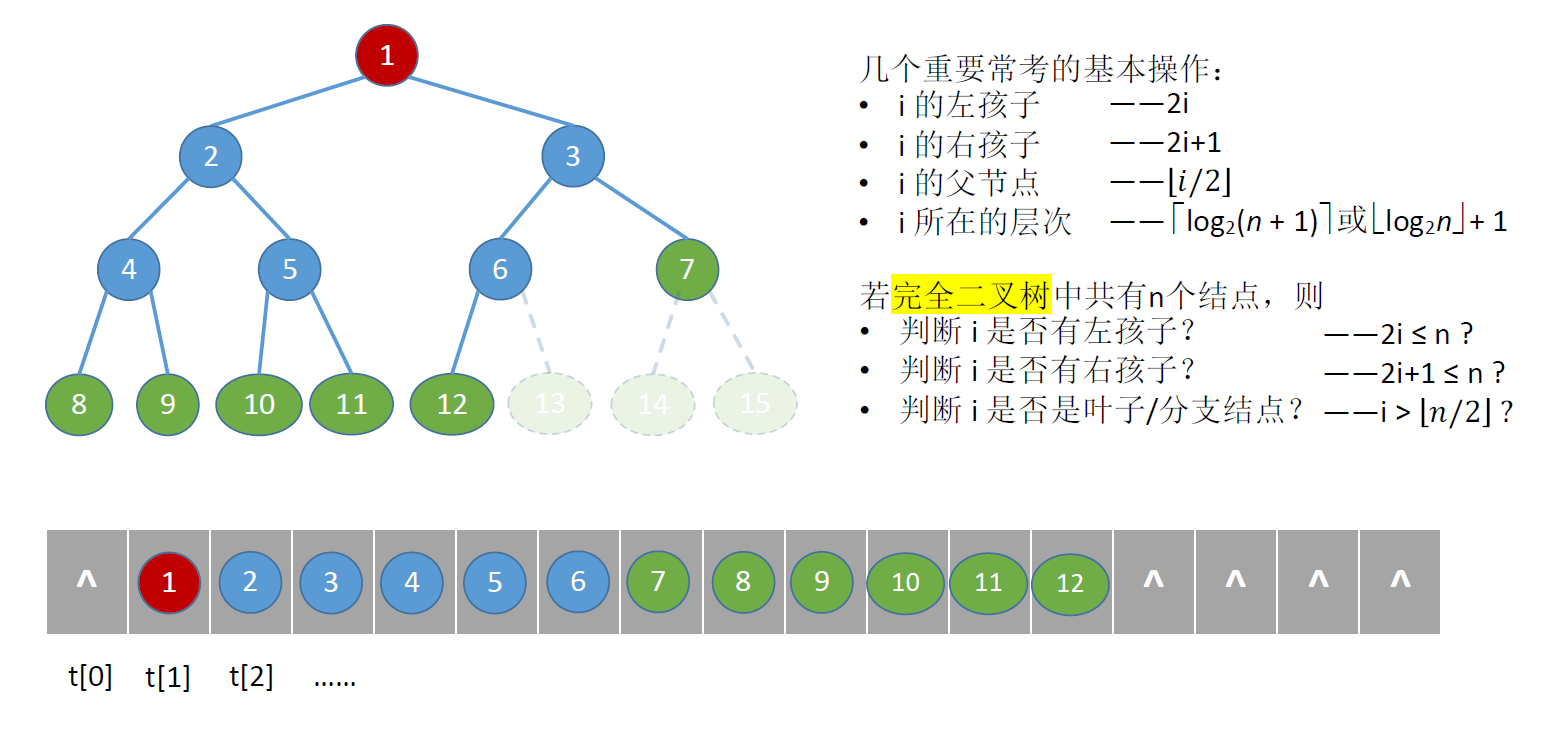 1
2 3
4 5 6 7
8 9 10 11 12 13 14 15
几个重要常考的基本操作：
• i 的左孩子 ——2i
• i 的右孩子 ——2i+1
• i 的父节点 ——⌊i/2⌋
• i 所在的层次 ——⌈log₂(n + 1)⌉或⌊log₂n⌋ + 1
若完全二叉树中共有n个结点，则
• 判断 i 是否有左孩子？ ——2i ≤ n ?
• 判断 i 是否有右孩子？ ——2i+1 ≤ n ?
• 判断 i 是否是叶子/分支结点？ ——i > ⌊n/2⌋ ?
^ 1 2 3 4 5 6 7 8 9 10 11 12 ^ ^ ^ ^
t[0] t[1] t[2] ……